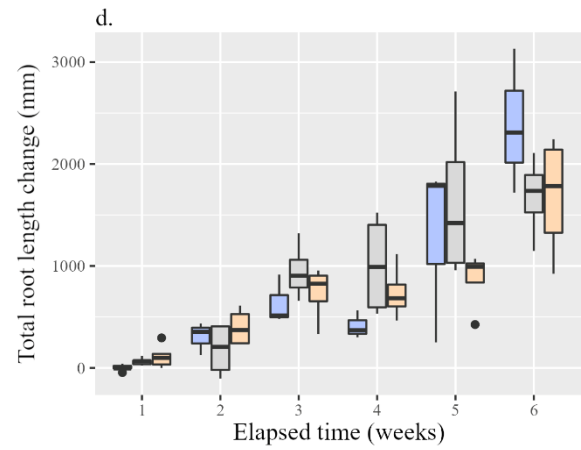 d.
Total root length change (mm)
3000
2000
1000
0
1 2 3 4 5 6
Elapsed time (weeks)